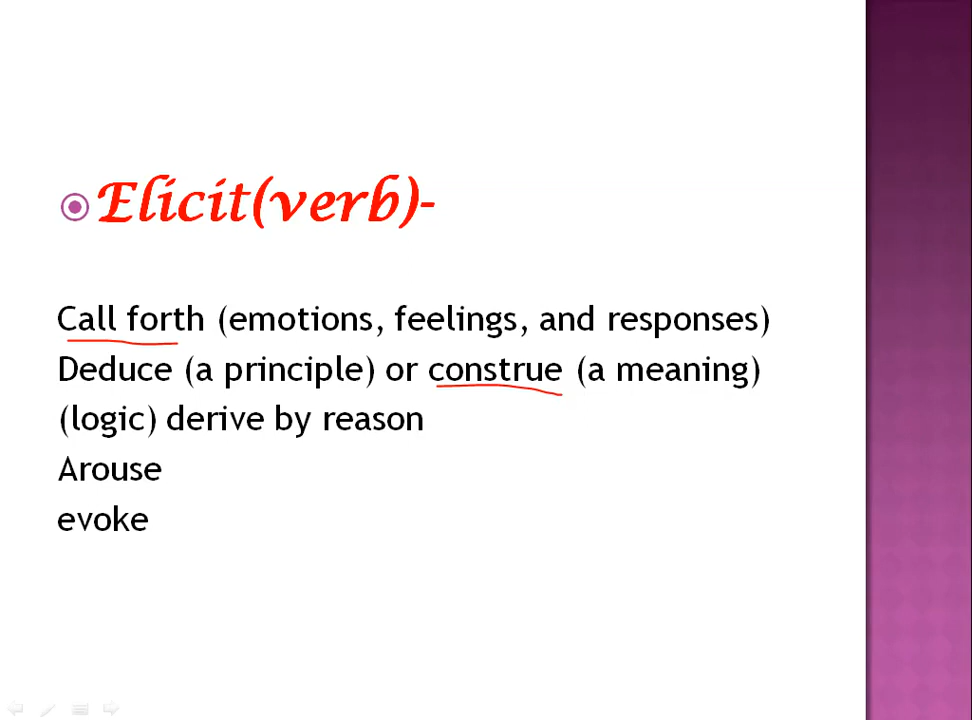 Elicit(verb)-
Call forth (emotions, feelings, and responses)
Deduce (a principle) or construe (a meaning)
(logic) derive by reason
Arouse
evoke